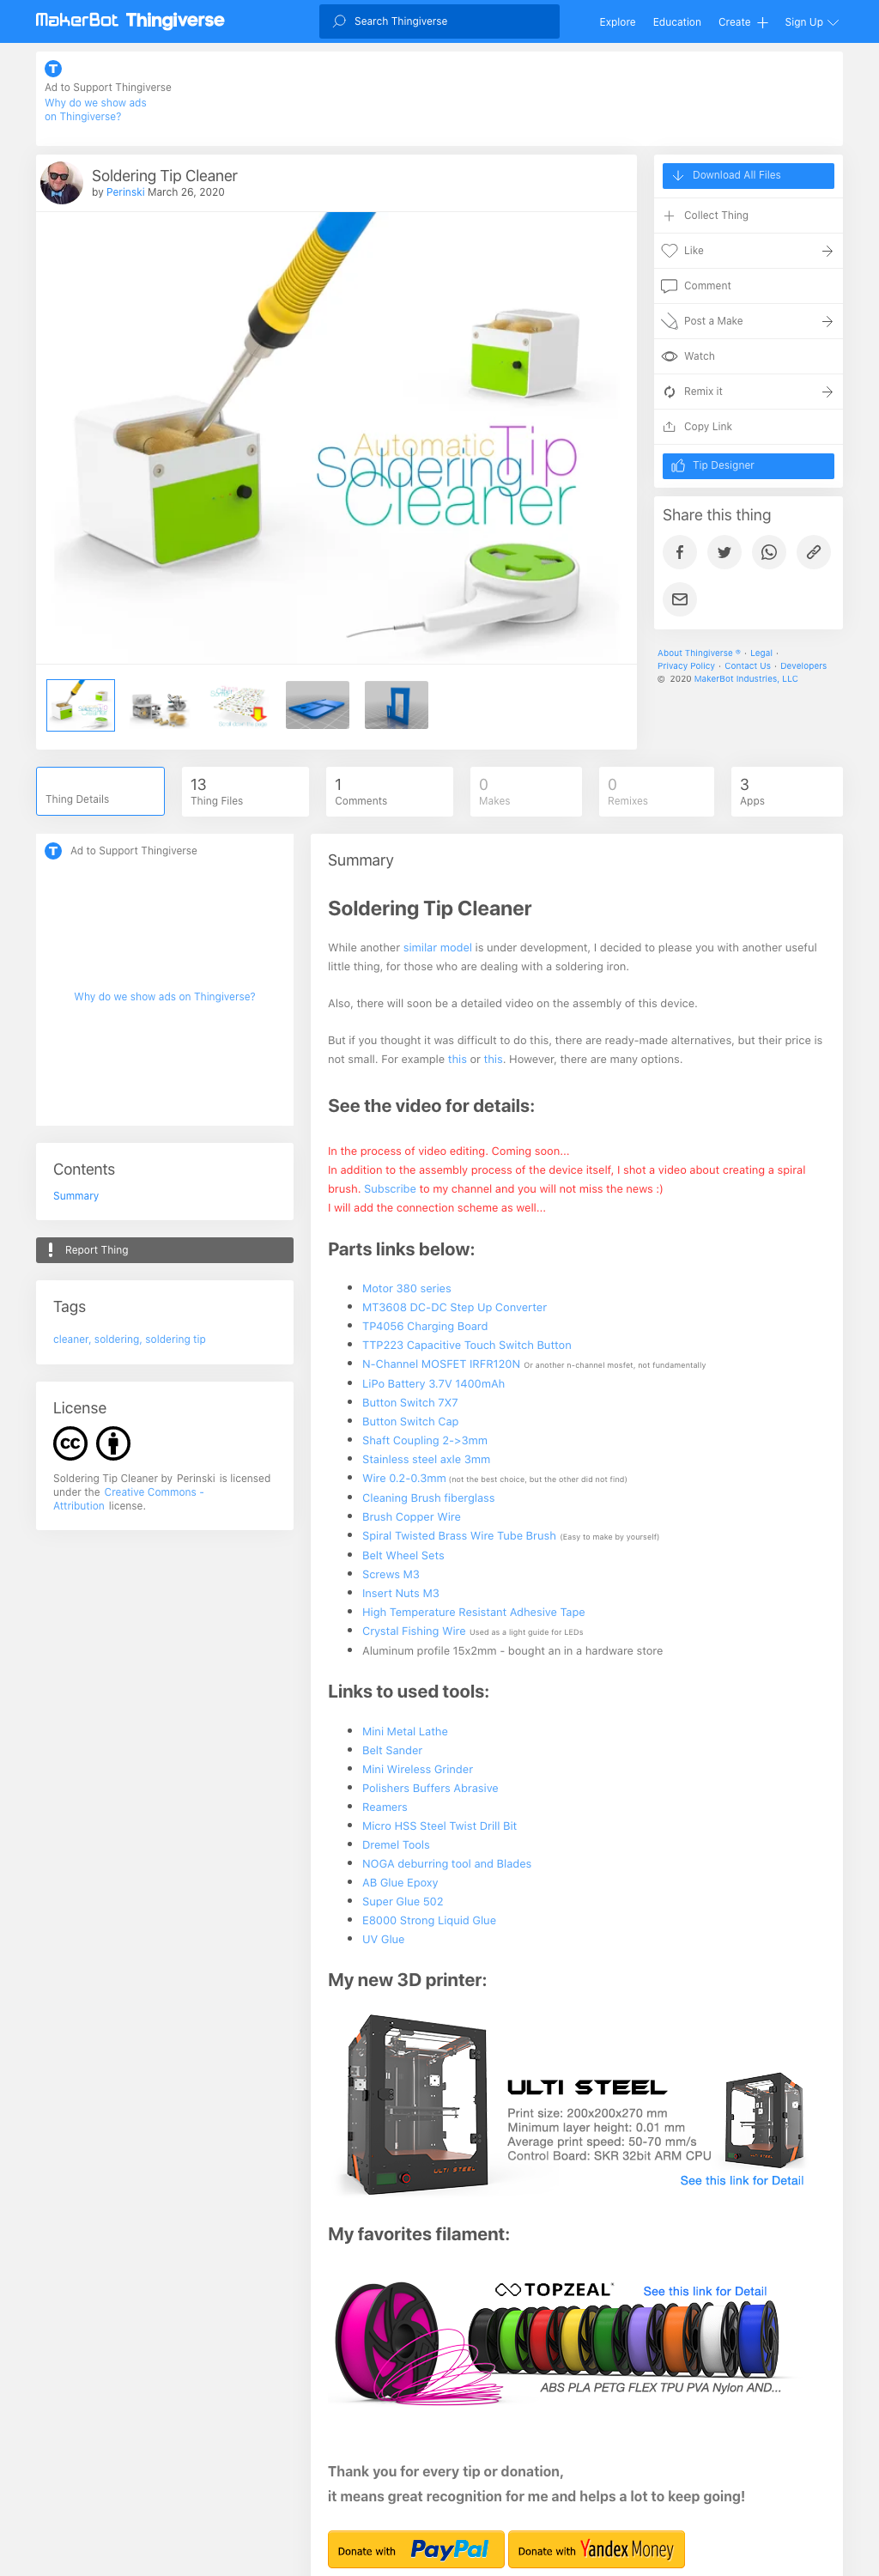 MakerBot Thingiverse
Search Thingiverse
Explore
Education
Create
Sign Up
Ad to Support Thingiverse
Why do we show ads
on Thingiverse?
Soldering Tip Cleaner
by Perinski March 26, 2020
Automatic Tip
Soldering
Cleaner
Download All Files
Collect Thing
Like
Comment
Post a Make
Watch
Remix it
Copy Link
Tip Designer
Share this thing
About Thingiverse ® · Legal ·
Privacy Policy · Contact Us · Developers
© 2020 MakerBot Industries, LLC
Thing Details
13
Thing Files
1
Comments
0
Makes
0
Remixes
3
Apps
Ad to Support Thingiverse
Why do we show ads on Thingiverse?
Contents
Summary
Report Thing
Tags
cleaner, soldering, soldering tip
License
Soldering Tip Cleaner by Perinski is licensed
under the Creative Commons -
Attribution license.
Summary
Soldering Tip Cleaner
While another similar model is under development, I decided to please you with another useful
little thing, for those who are dealing with a soldering iron.
Also, there will soon be a detailed video on the assembly of this device.
But if you thought it was difficult to do this, there are ready-made alternatives, but their price is
not small. For example this or this. However, there are many options.
See the video for details:
In the process of video editing. Coming soon...
In addition to the assembly process of the device itself, I shot a video about creating a spiral
brush. Subscribe to my channel and you will not miss the news :)
I will add the connection scheme as well...
Parts links below:
Motor 380 series
MT3608 DC-DC Step Up Converter
TP4056 Charging Board
TTP223 Capacitive Touch Switch Button
N-Channel MOSFET IRFR120N Or another n-channel mosfet, not fundamentally
LiPo Battery 3.7V 1400mAh
Button Switch 7X7
Button Switch Cap
Shaft Coupling 2->3mm
Stainless steel axle 3mm
Wire 0.2-0.3mm (not the best choice, but the other did not find)
Cleaning Brush fiberglass
Brush Copper Wire
Spiral Twisted Brass Wire Tube Brush (Easy to make by yourself)
Belt Wheel Sets
Screws M3
Insert Nuts M3
High Temperature Resistant Adhesive Tape
Crystal Fishing Wire Used as a light guide for LEDs
Aluminum profile 15x2mm - bought an in a hardware store
Links to used tools:
Mini Metal Lathe
Belt Sander
Mini Wireless Grinder
Polishers Buffers Abrasive
Reamers
Micro HSS Steel Twist Drill Bit
Dremel Tools
NOGA deburring tool and Blades
AB Glue Epoxy
Super Glue 502
E8000 Strong Liquid Glue
UV Glue
My new 3D printer:
ULTI STEEL
ULTI STEEL
Print size: 200x200x270 mm
Minimum layer height: 0.01 mm
Average print speed: 50-70 mm/s
Control Board: SKR 32bit ARM CPU
See this link for Detail
My favorites filament:
TOPZEAL
See this link for Detail
ABS PLA PETG FLEX TPU PVA Nylon AND...
Thank you for every tip or donation,
it means great recognition for me and helps a lot to keep going!
Donate with PayPal
Donate with Yandex Money